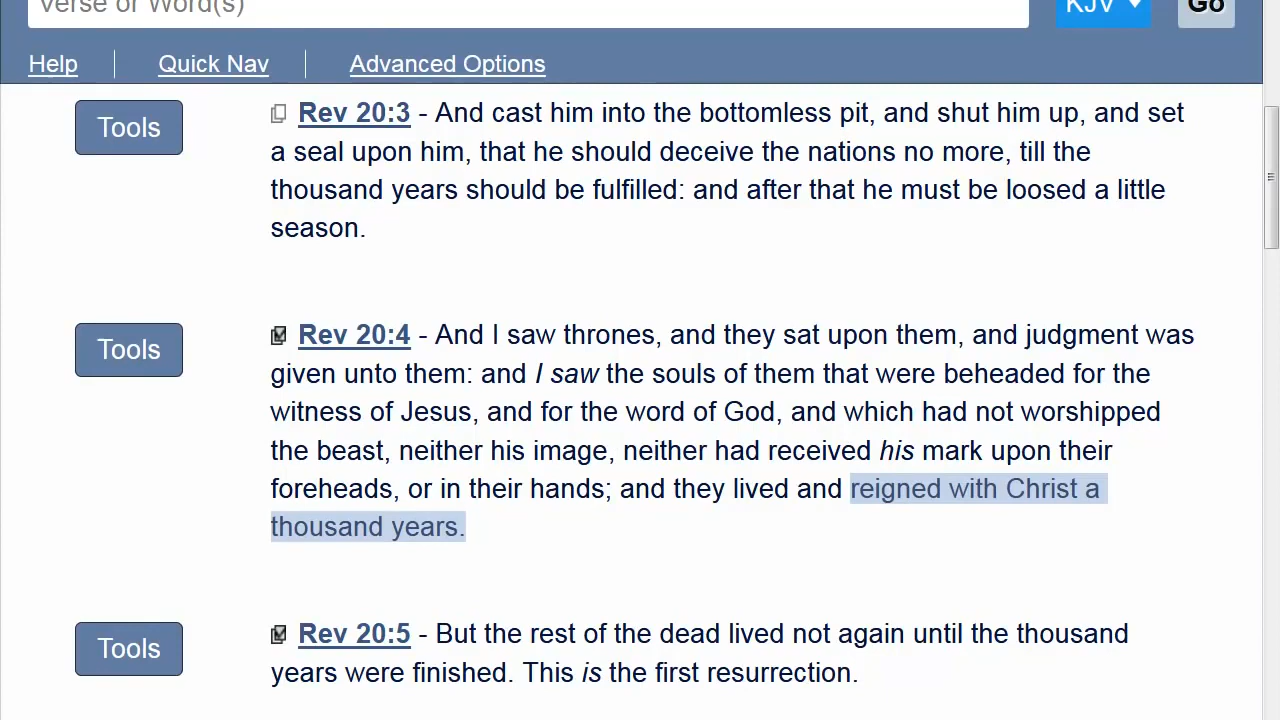 Verse or Word(s)
KJV
Go
Help
Quick Nav
Advanced Options
Tools
Rev 20:3 - And cast him into the bottomless pit, and shut him up, and set
a seal upon him, that he should deceive the nations no more, till the
thousand years should be fulfilled: and after that he must be loosed a little
season.
Tools
Rev 20:4 - And I saw thrones, and they sat upon them, and judgment was
given unto them: and I saw the souls of them that were beheaded for the
witness of Jesus, and for the word of God, and which had not worshipped
the beast, neither his image, neither had received his mark upon their
foreheads, or in their hands; and they lived and reigned with Christ a
thousand years.
Tools
Rev 20:5 - But the rest of the dead lived not again until the thousand
years were finished. This is the first resurrection.